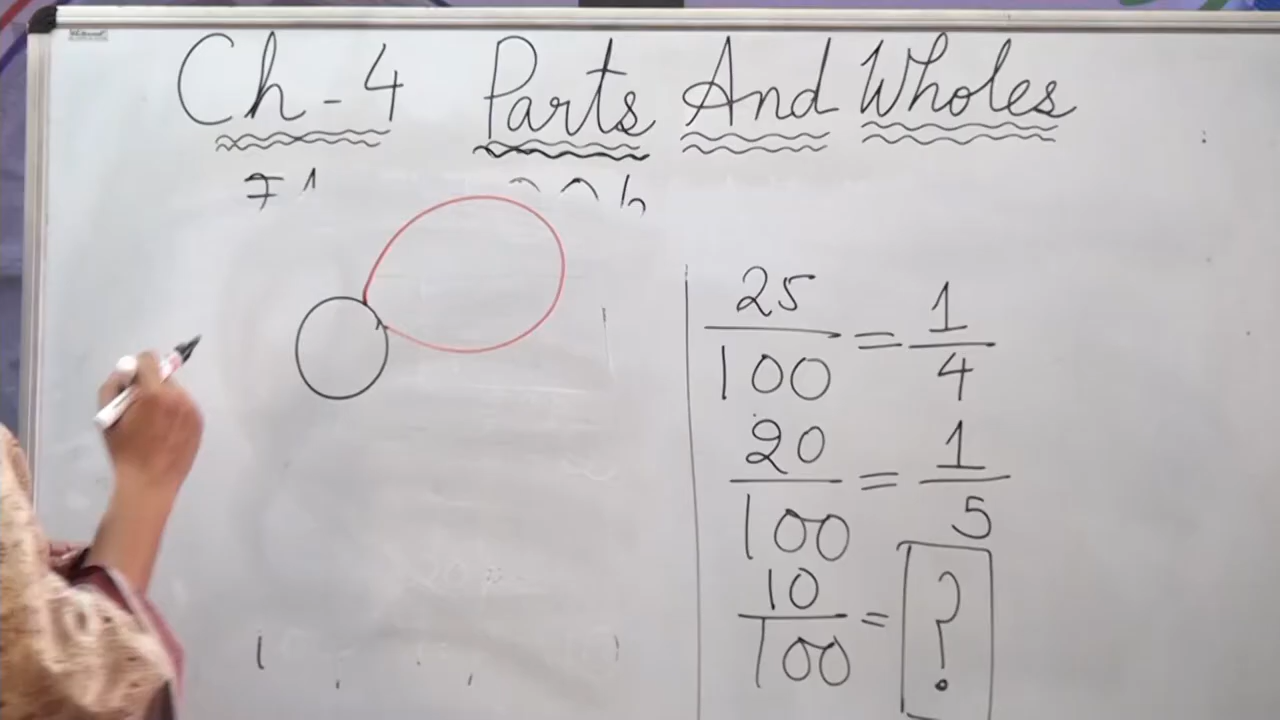 Ch-4 Parts And Wholes
25/100 = 1/4
20/100 = 1/5
10/100 = ?